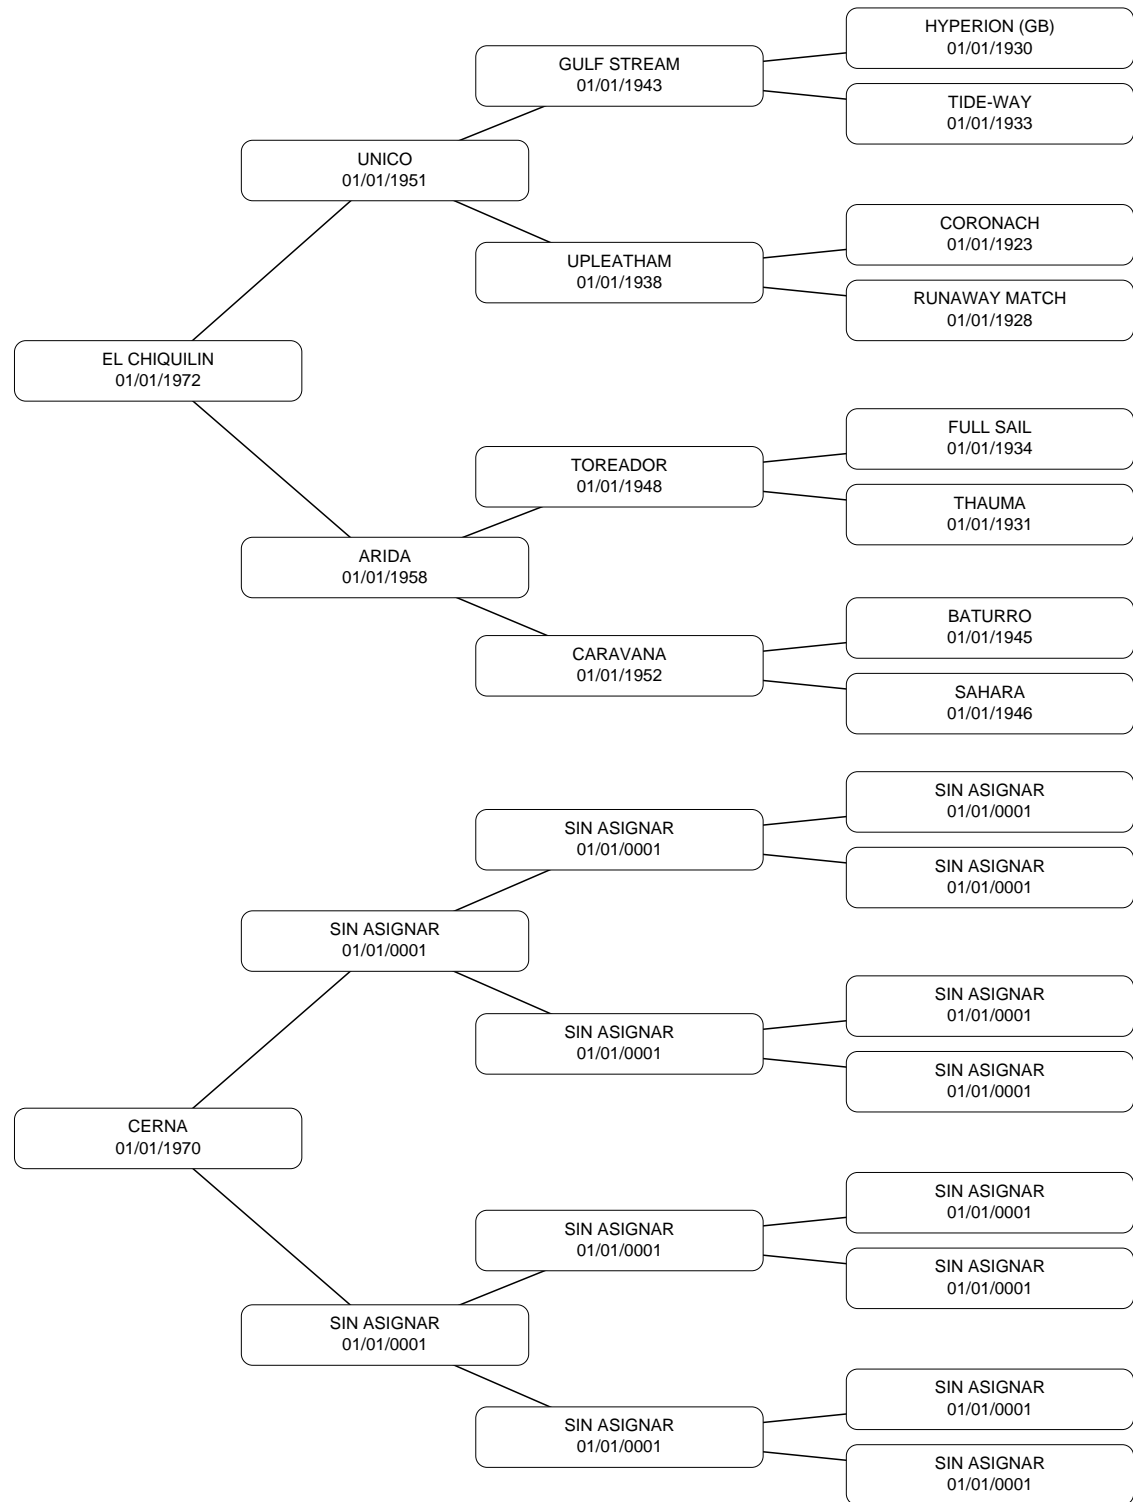 HYPERION (GB)
01/01/1930
GULF STREAM
01/01/1943
TIDE-WAY
01/01/1933
UNICO
01/01/1951
CORONACH
01/01/1923
UPLEATHAM
01/01/1938
RUNAWAY MATCH
01/01/1928
EL CHIQUILIN
01/01/1972
FULL SAIL
01/01/1934
TOREADOR
01/01/1948
THAUMA
01/01/1931
ARIDA
01/01/1958
BATURRO
01/01/1945
CARAVANA
01/01/1952
SAHARA
01/01/1946
SIN ASIGNAR
01/01/0001
SIN ASIGNAR
01/01/0001
SIN ASIGNAR
01/01/0001
SIN ASIGNAR
01/01/0001
SIN ASIGNAR
01/01/0001
SIN ASIGNAR
01/01/0001
SIN ASIGNAR
01/01/0001
CERNA
01/01/1970
SIN ASIGNAR
01/01/0001
SIN ASIGNAR
01/01/0001
SIN ASIGNAR
01/01/0001
SIN ASIGNAR
01/01/0001
SIN ASIGNAR
01/01/0001
SIN ASIGNAR
01/01/0001
SIN ASIGNAR
01/01/0001